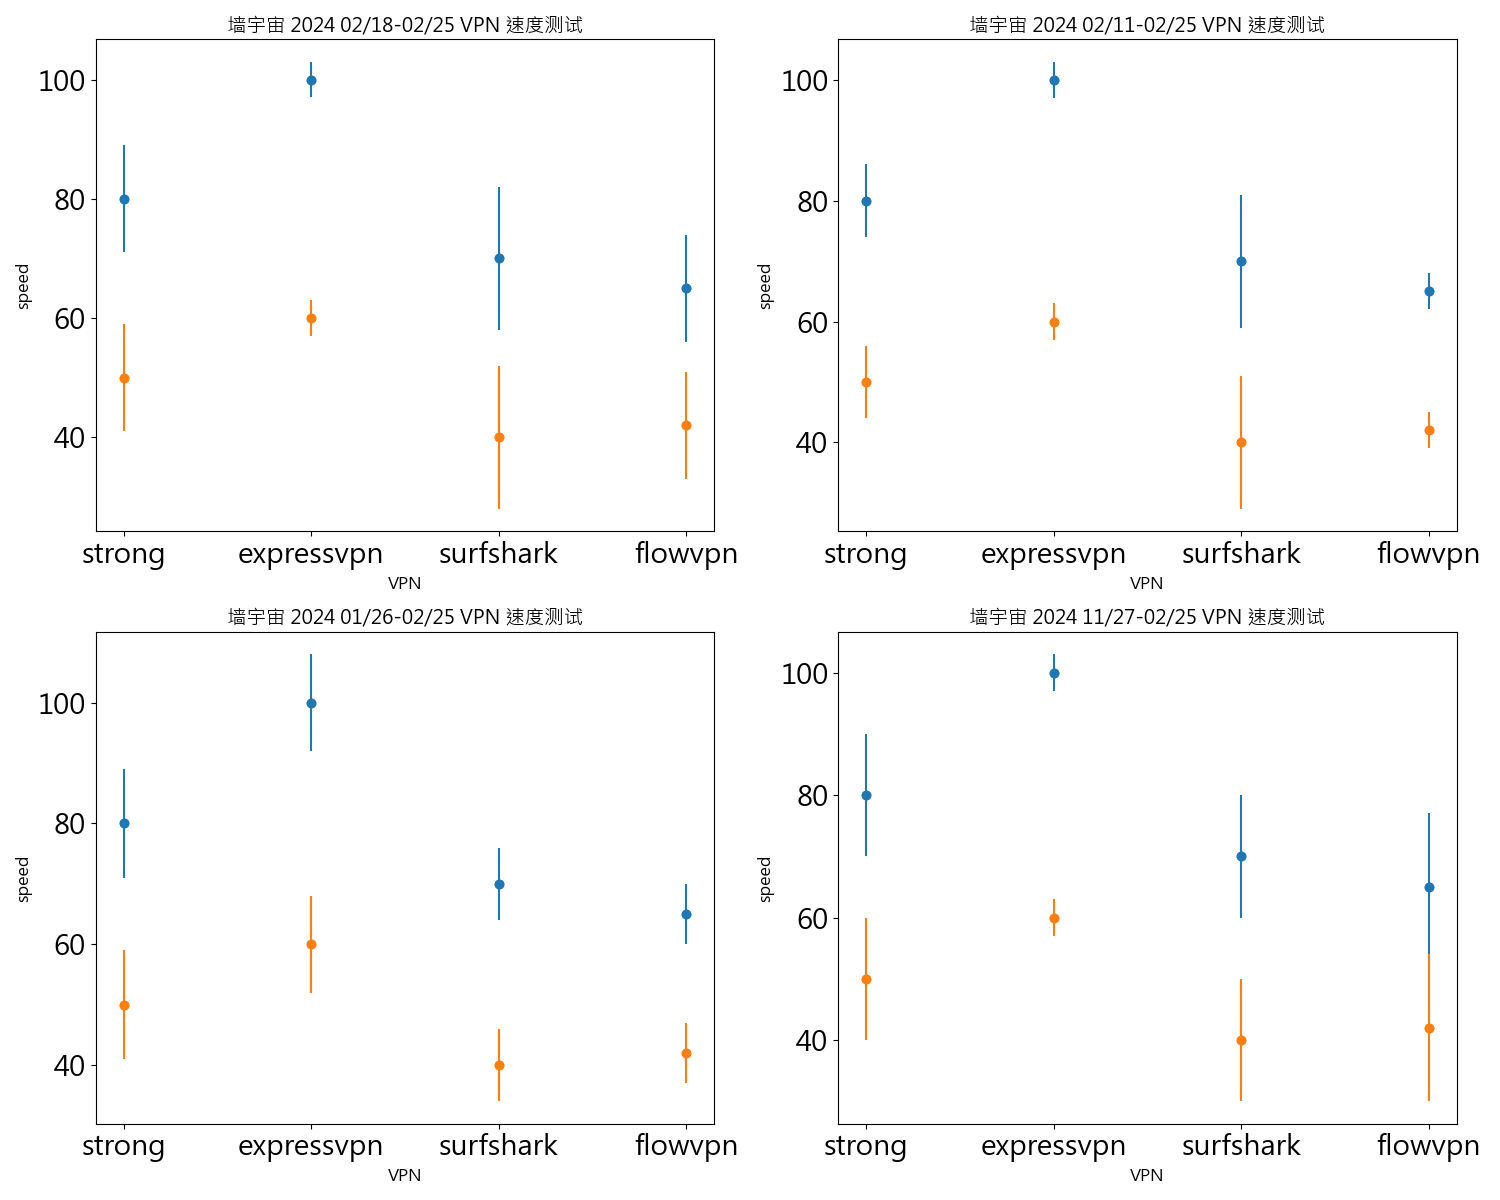 墙宇宙 2024 02/18-02/25 VPN 速度测试
100
80
60
40
speed
strong expressvpn surfshark flowvpn
VPN
墙宇宙 2024 02/11-02/25 VPN 速度测试
100
80
60
40
speed
strong expressvpn surfshark flowvpn
VPN
墙宇宙 2024 01/26-02/25 VPN 速度测试
100
80
60
40
speed
strong expressvpn surfshark flowvpn
VPN
墙宇宙 2024 11/27-02/25 VPN 速度测试
100
80
60
40
speed
strong expressvpn surfshark flowvpn
VPN